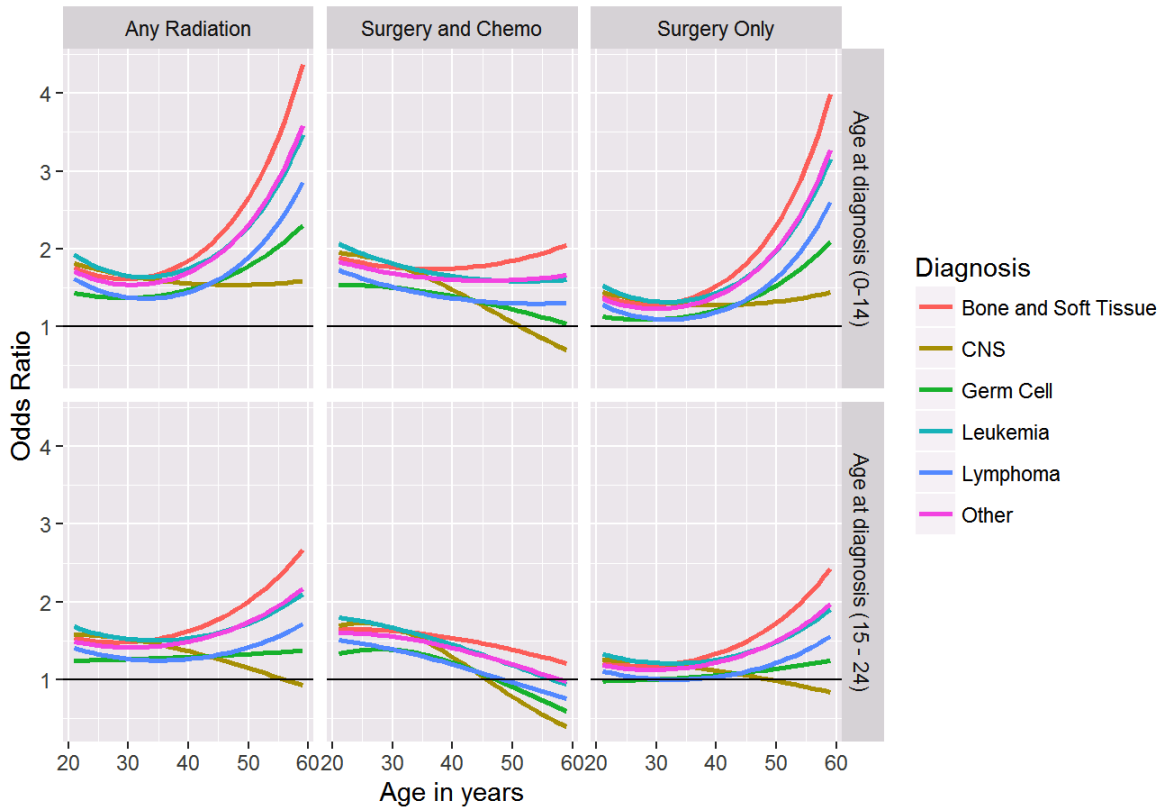 Any Radiation
Surgery and Chemo
Surgery Only
4
3
2
1
Age at diagnosis (0-14)
4
3
2
1
Age at diagnosis (15 - 24)
Odds Ratio
20 30 40 50 60
20 30 40 50 60
20 30 40 50 60
Age in years
Diagnosis
Bone and Soft Tissue
CNS
Germ Cell
Leukemia
Lymphoma
Other